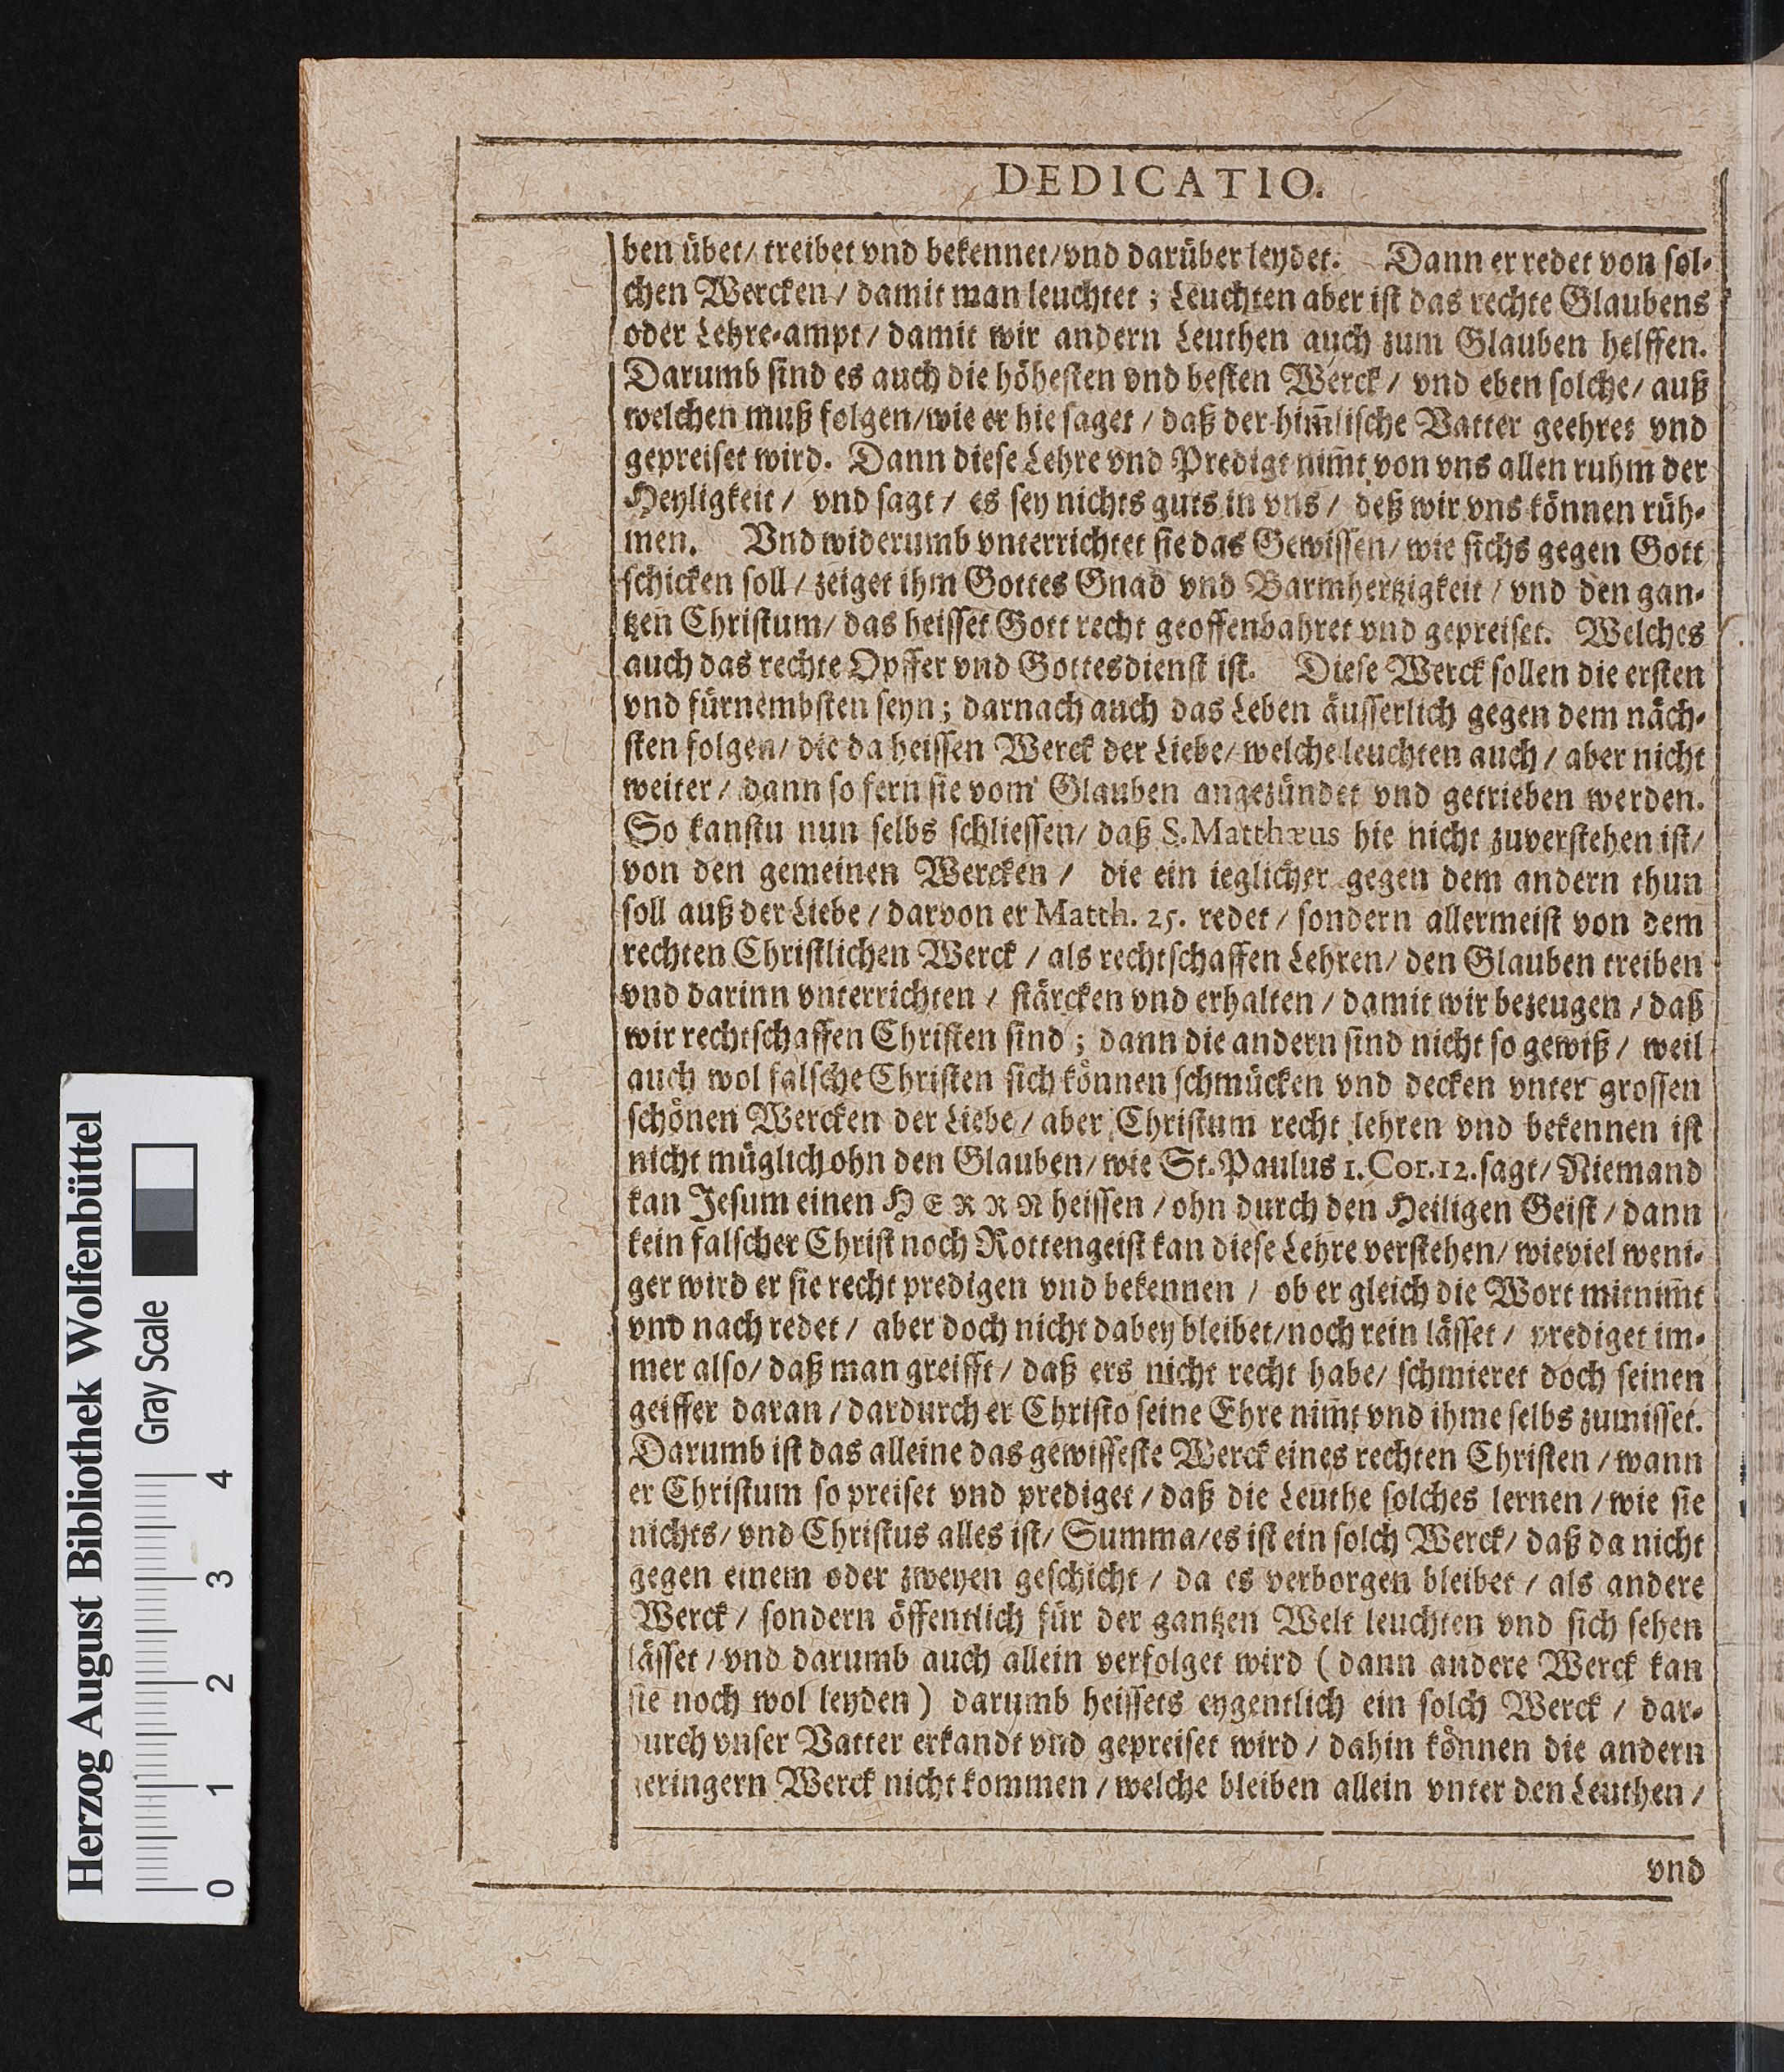 DEDICATIO.
ben übet/ treibet vnd bekennet/vnd darüber leydet. Dann er redet von sol-
chen Wercken/ damit man leuchtet; Leuchten aber ist das rechte Glaubens
oder Lehre-ampt/ damit wir andern Leuthen auch zum Glauben helffen.
Darumb sind es auch die höhesten vnd besten Werck/ vnd eben solche/ auß
welchen muß folgen/wie er hie saget/ daß der him̃lische Vatter geehret vnd
gepreiset wird. Dann diese Lehre vnd Predigt nim̃t von vns allen ruhm der
Heyligkeit/ vnd sagt/ es sey nichts guts in vns/ deß wir vns können rüh-
men. Vnd widerumb vnterrichtet sie das Gewissen/ wie sichs gegen Gott
schicken soll/ zeiget ihm Gottes Gnad vnd Barmhertzigkeit/ vnd den gan-
tzen Christum/ das heisset Gott recht geoffenbahret vnd gepreiset. Welches
auch das rechte Opffer vnd Gottesdienst ist. Diese Werck sollen die ersten
vnd fürnembsten seyn; darnach auch das Leben äusserlich gegen dem näch-
sten folgen/ die da heissen Werck der Liebe/ welche leuchten auch/ aber nicht
weiter/ dann so fern sie vom Glauben angezündet vnd getrieben werden.
So kanstu nun selbs schliessen/ daß S. Matthæus hie nicht zuverstehen ist/
von den gemeinen Wercken/ die ein ieglicher gegen dem andern thun
soll auß der Liebe/ darvon er Matth. 25. redet/ sondern allermeist von dem
rechten Christlichen Werck/ als rechtschaffen Lehren/ den Glauben treiben
vnd darinn vnterrichten/ stärcken vnd erhalten/ damit wir bezeugen/ daß
wir rechtschaffen Christen sind; dann die andern sind nicht so gewiß/ weil
auch wol falsche Christen sich können schmücken vnd decken vnter grossen
schönen Wercken der Liebe/ aber Christum recht lehren vnd bekennen ist
nicht müglich ohn den Glauben/ wie St. Paulus 1. Cor. 12. sagt/ Niemand
kan Jesum einen HERRN heissen/ ohn durch den Heiligen Geist/ dann
kein falscher Christ noch Rottengeist kan diese Lehre verstehen/ wieviel weni-
ger wird er sie recht predigen vnd bekennen/ ob er gleich die Wort mitnim̃t
vnd nach redet/ aber doch nicht dabey bleibet/noch rein lässet/ prediget im-
mer also/ daß man greifft/ daß ers nicht recht habe/ schmieret doch seinen
geiffer daran/ dardurch er Christo seine Ehre nim̃t vnd ihme selbs zumisset.
Darumb ist das alleine das gewisseste Werck eines rechten Christen/ wann
er Christum so preiset vnd prediget/ daß die Leuthe solches lernen/ wie sie
nichts/ vnd Christus alles ist/ Summa/ es ist ein solch Werck/ daß da nicht
gegen einem oder zweyen geschicht/ da es verborgen bleibet/ als andere
Werck/ sondern öffentlich für der gantzen Welt leuchten vnd sich sehen
lässet/ vnd darumb auch allein verfolget wird (dann andere Werck kan
sie noch wol leyden) darumb heissets eygentlich ein solch Werck/ dar-
durch vnser Vatter erkandt vnd gepreiset wird/ dahin können die andern
geringern Werck nicht kommen/ welche bleiben allein vnter den Leuthen/
vnd
Herzog August Bibliothek Wolfenbüttel
Gray Scale
0 1 2 3 4